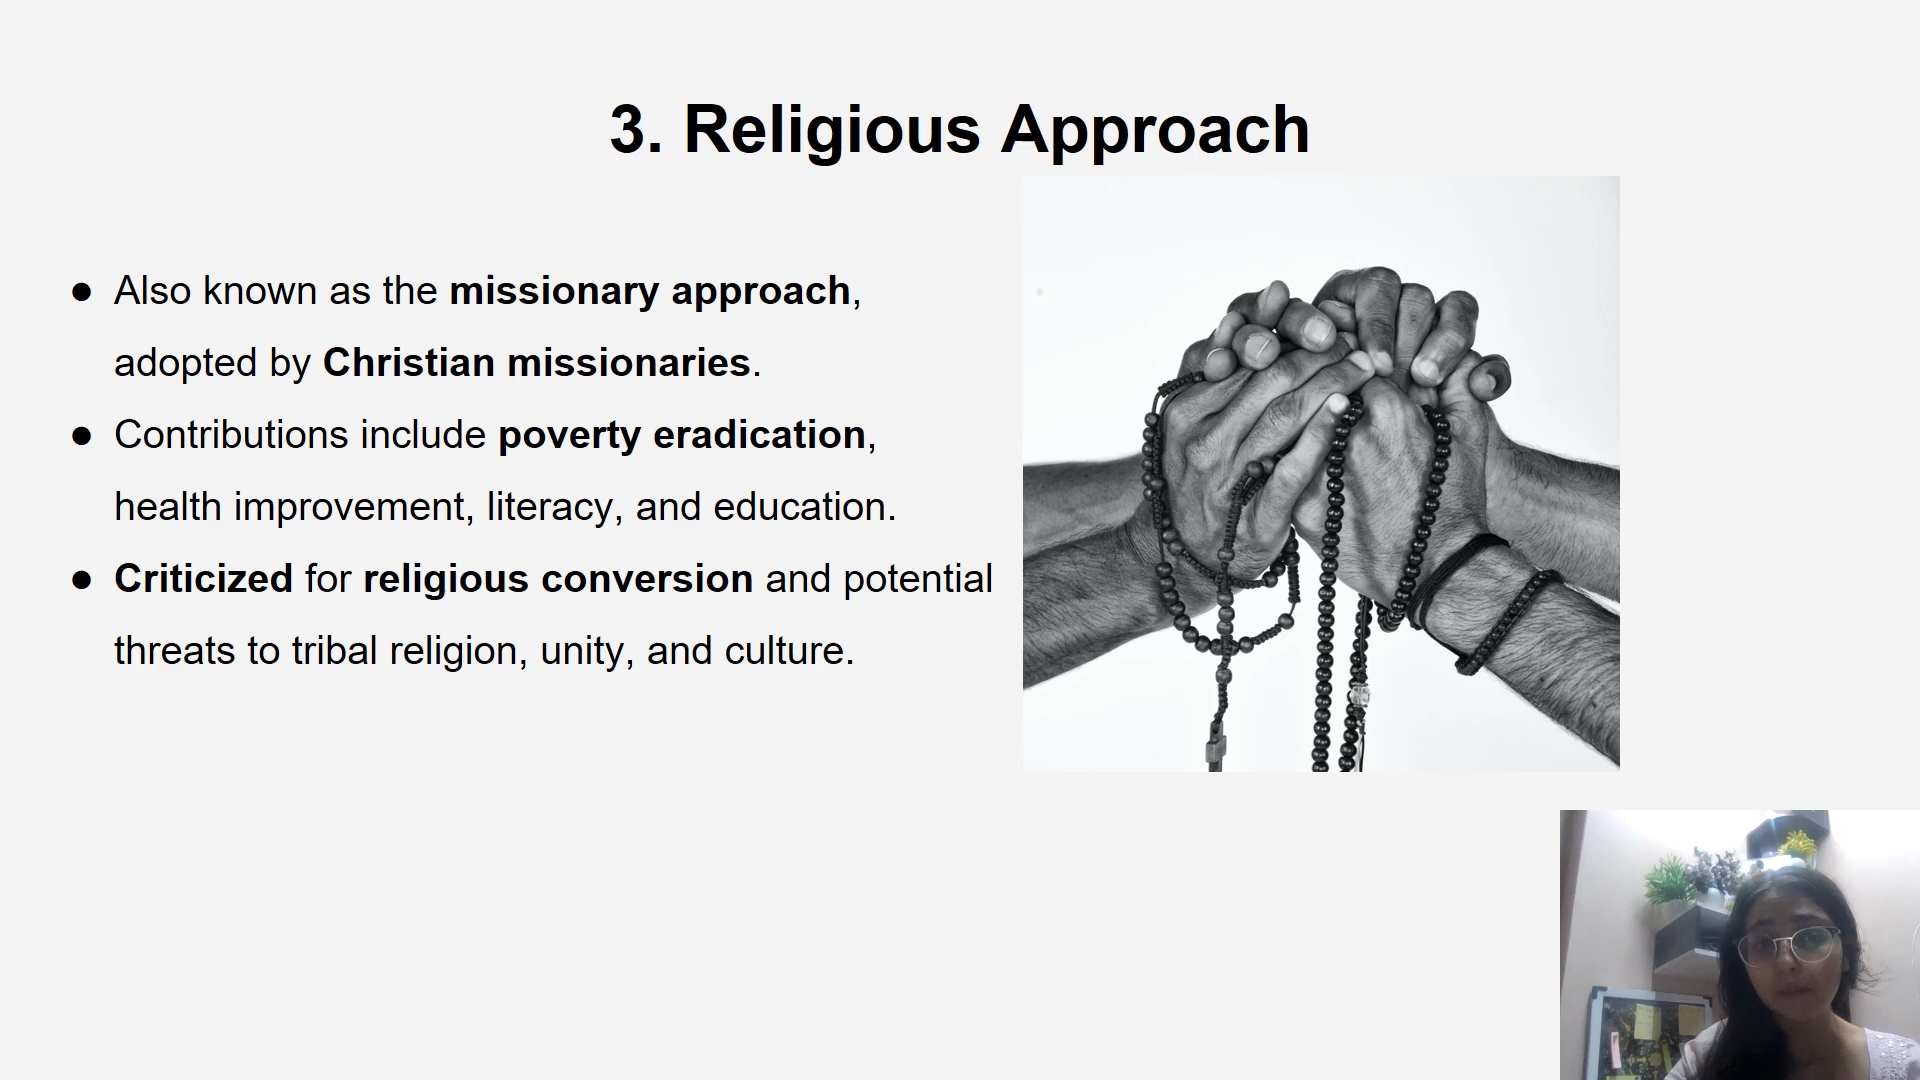 3. Religious Approach
● Also known as the missionary approach,
adopted by Christian missionaries.
● Contributions include poverty eradication,
health improvement, literacy, and education.
● Criticized for religious conversion and potential
threats to tribal religion, unity, and culture.